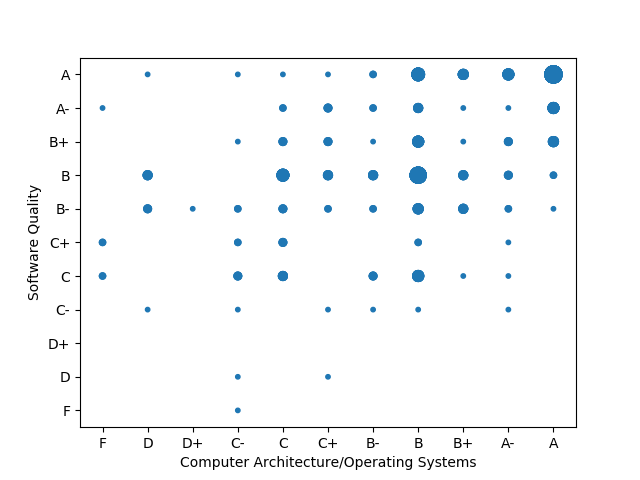 A
A-
B+
B
B-
C+
C
C-
D+
D
F
Software Quality
F D D+ C- C C+ B- B B+ A- A
Computer Architecture/Operating Systems